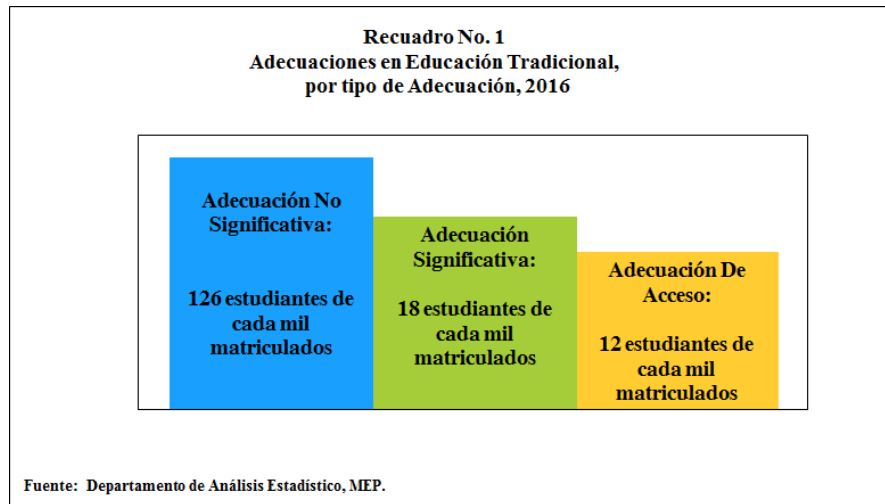 Recuadro No. 1
Adecuaciones en Educación Tradicional,
por tipo de Adecuación, 2016
Adecuación No
Significativa:
126 estudiantes de
cada mil
matriculados
Adecuación
Significativa:
18 estudiantes de
cada mil
matriculados
Adecuación De
Acceso:
12 estudiantes de
cada mil
matriculados
Fuente: Departamento de Análisis Estadístico, MEP.